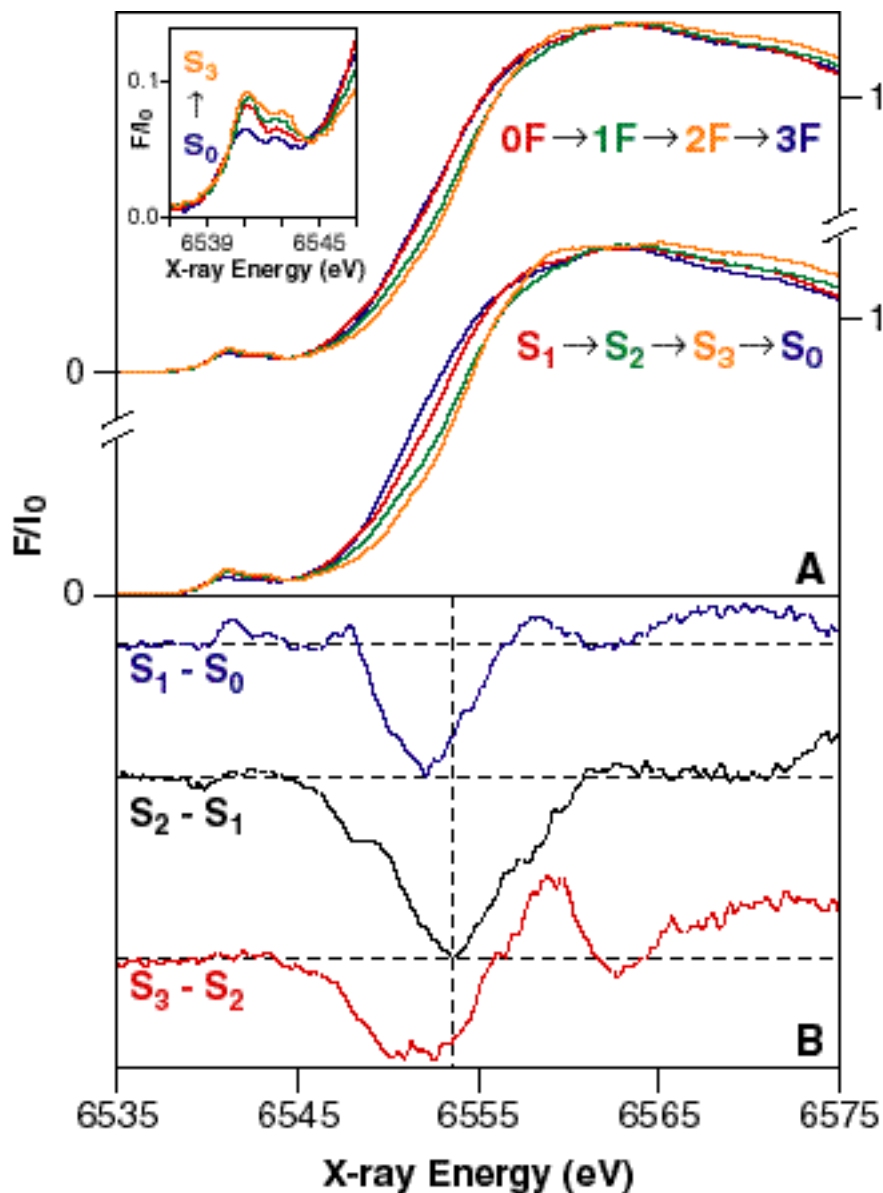 S₃
↑
S₀
0.1
0.0
F/I₀
6539
6545
X-ray Energy (eV)
0F→1F→2F→3F
1
0
S₁→S₂→S₃→S₀
1
0
F/I₀
A
S₁ - S₀
S₂ - S₁
S₃ - S₂
B
6535
6545
6555
6565
6575
X-ray Energy (eV)